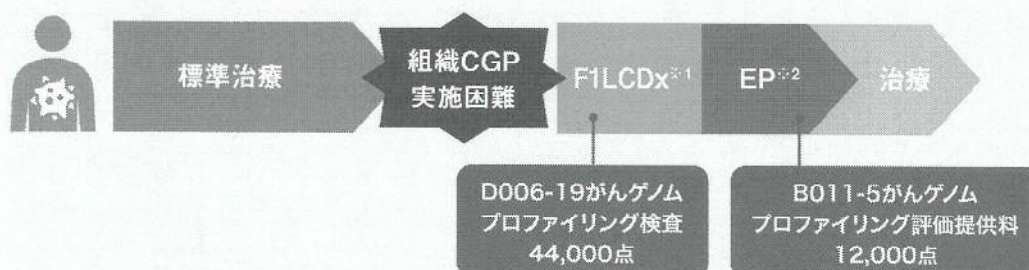 標準治療
組織CGP
実施困難
F1LCDx※1
EP※2
治療
D006-19がんゲノム
プロファイリング検査
44,000点
B011-5がんゲノム
プロファイリング評価提供料
12,000点